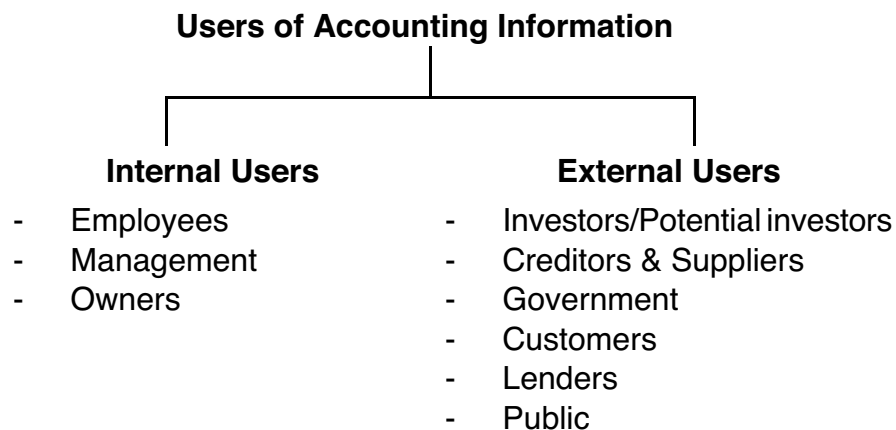 Users of Accounting Information
Internal Users
- Employees
- Management
- Owners
External Users
- Investors/Potential investors
- Creditors & Suppliers
- Government
- Customers
- Lenders
- Public